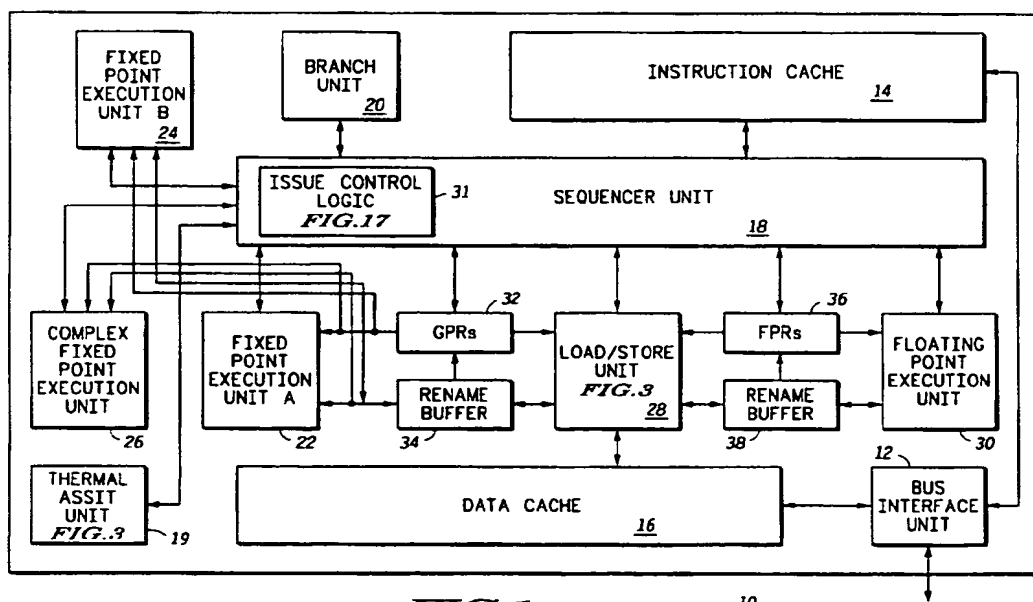 FIXED
POINT
EXECUTION
UNIT B
24
BRANCH
UNIT
20
INSTRUCTION CACHE
14
ISSUE CONTROL
LOGIC
FIG.17
31
SEQUENCER UNIT
18
COMPLEX
FIXED
POINT
EXECUTION
UNIT
26
FIXED
POINT
EXECUTION
UNIT A
22
32
GPRs
RENAME
BUFFER
34
LOAD/STORE
UNIT
FIG.3
28
36
FPRs
RENAME
BUFFER
38
FLOATING
POINT
EXECUTION
UNIT
30
THERMAL
ASSIT
UNIT
FIG.3
19
DATA CACHE
16
12
BUS
INTERFACE
UNIT